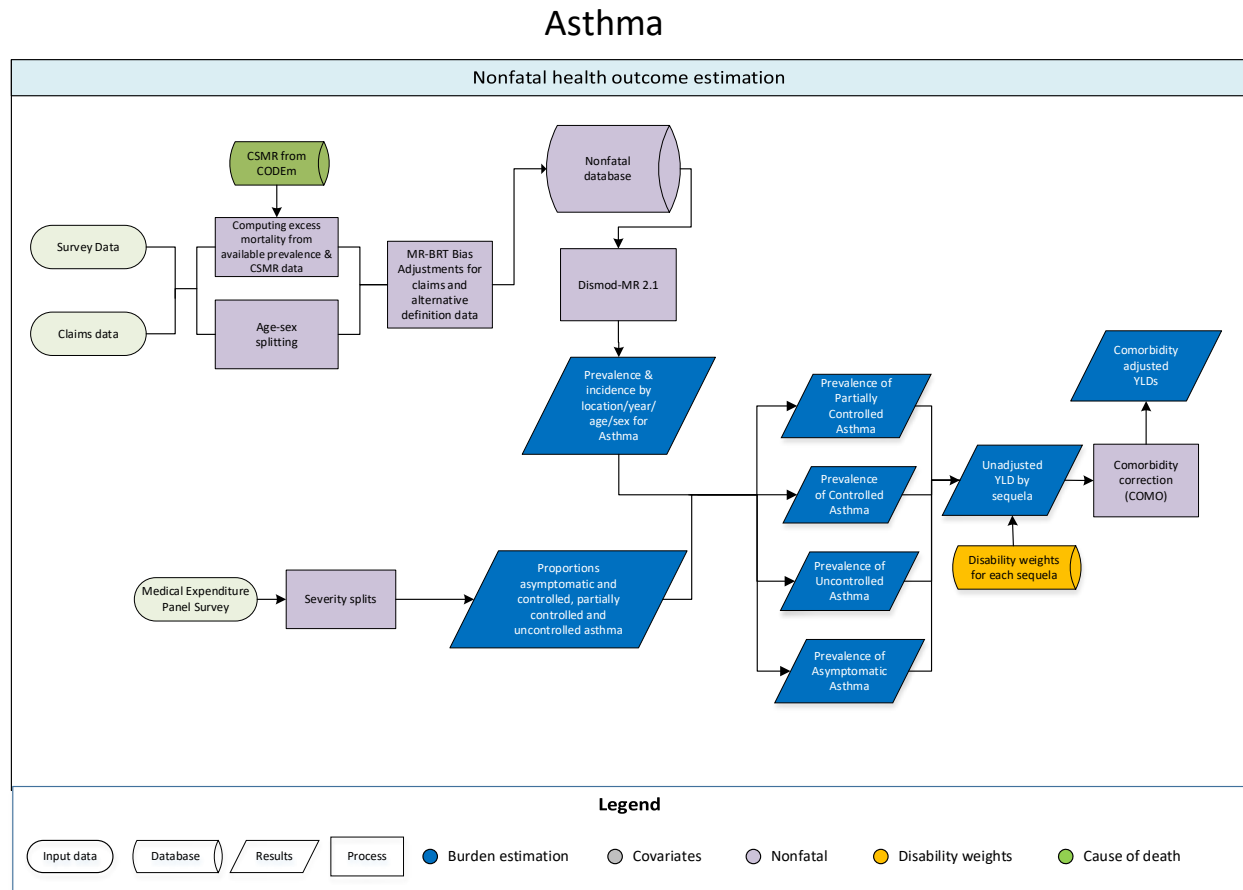 Asthma
Nonfatal health outcome estimation
CSMR from
CODEm
Nonfatal
database
Survey Data
Computing excess
mortality from
available prevalence &
CSMR data
MR-BRT Bias
Adjustments for
claims and
alternative
definition data
Dismod-MR 2.1
Claims data
Age-sex
splitting
Prevalence &
incidence by
location/year/
age/sex for
Asthma
Prevalence of
Partially
Controlled
Asthma
Comorbidity
adjusted
YLDs
Prevalence
of Controlled
Asthma
Unadjusted
YLD by
sequela
Comorbidity
correction
(COMO)
Prevalence of
Uncontrolled
Asthma
Disability weights
for each sequela
Medical Expenditure
Panel Survey
Severity splits
Proportions
asymptomatic and
controlled, partially
controlled and
uncontrolled asthma
Prevalence of
Asymptomatic
Asthma
Legend
Input data
Database
Results
Process
Burden estimation
Covariates
Nonfatal
Disability weights
Cause of death